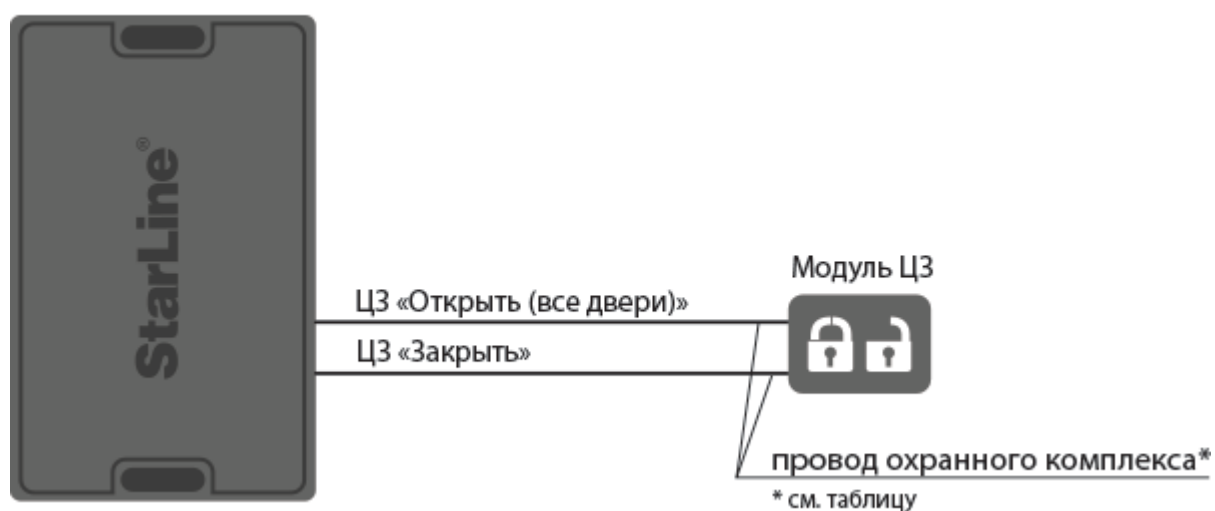 StarLine®
Модуль ЦЗ
ЦЗ «Открыть (все двери)»
ЦЗ «Закрыть»
провод охранного комплекса*
* см. таблицу